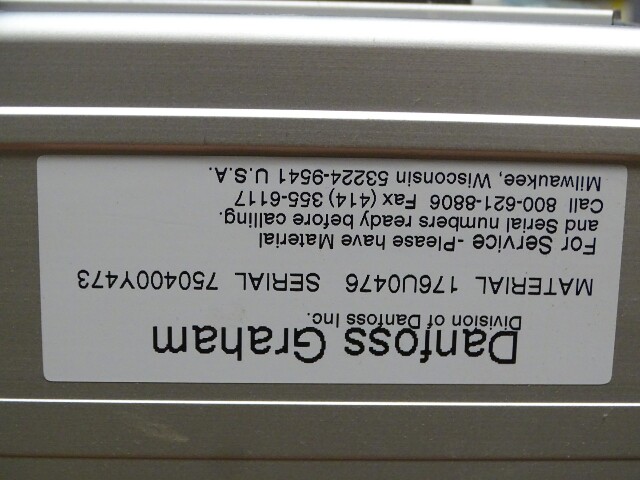 Danfoss Graham
Division of Danfoss Inc.
MATERIAL 176U0476 SERIAL 750400Y473
For Service -Please have Material
and Serial numbers ready before calling.
Call 800-621-8806 Fax (414) 355-6117
Milwaukee, Wisconsin 53224-9541 U.S.A.